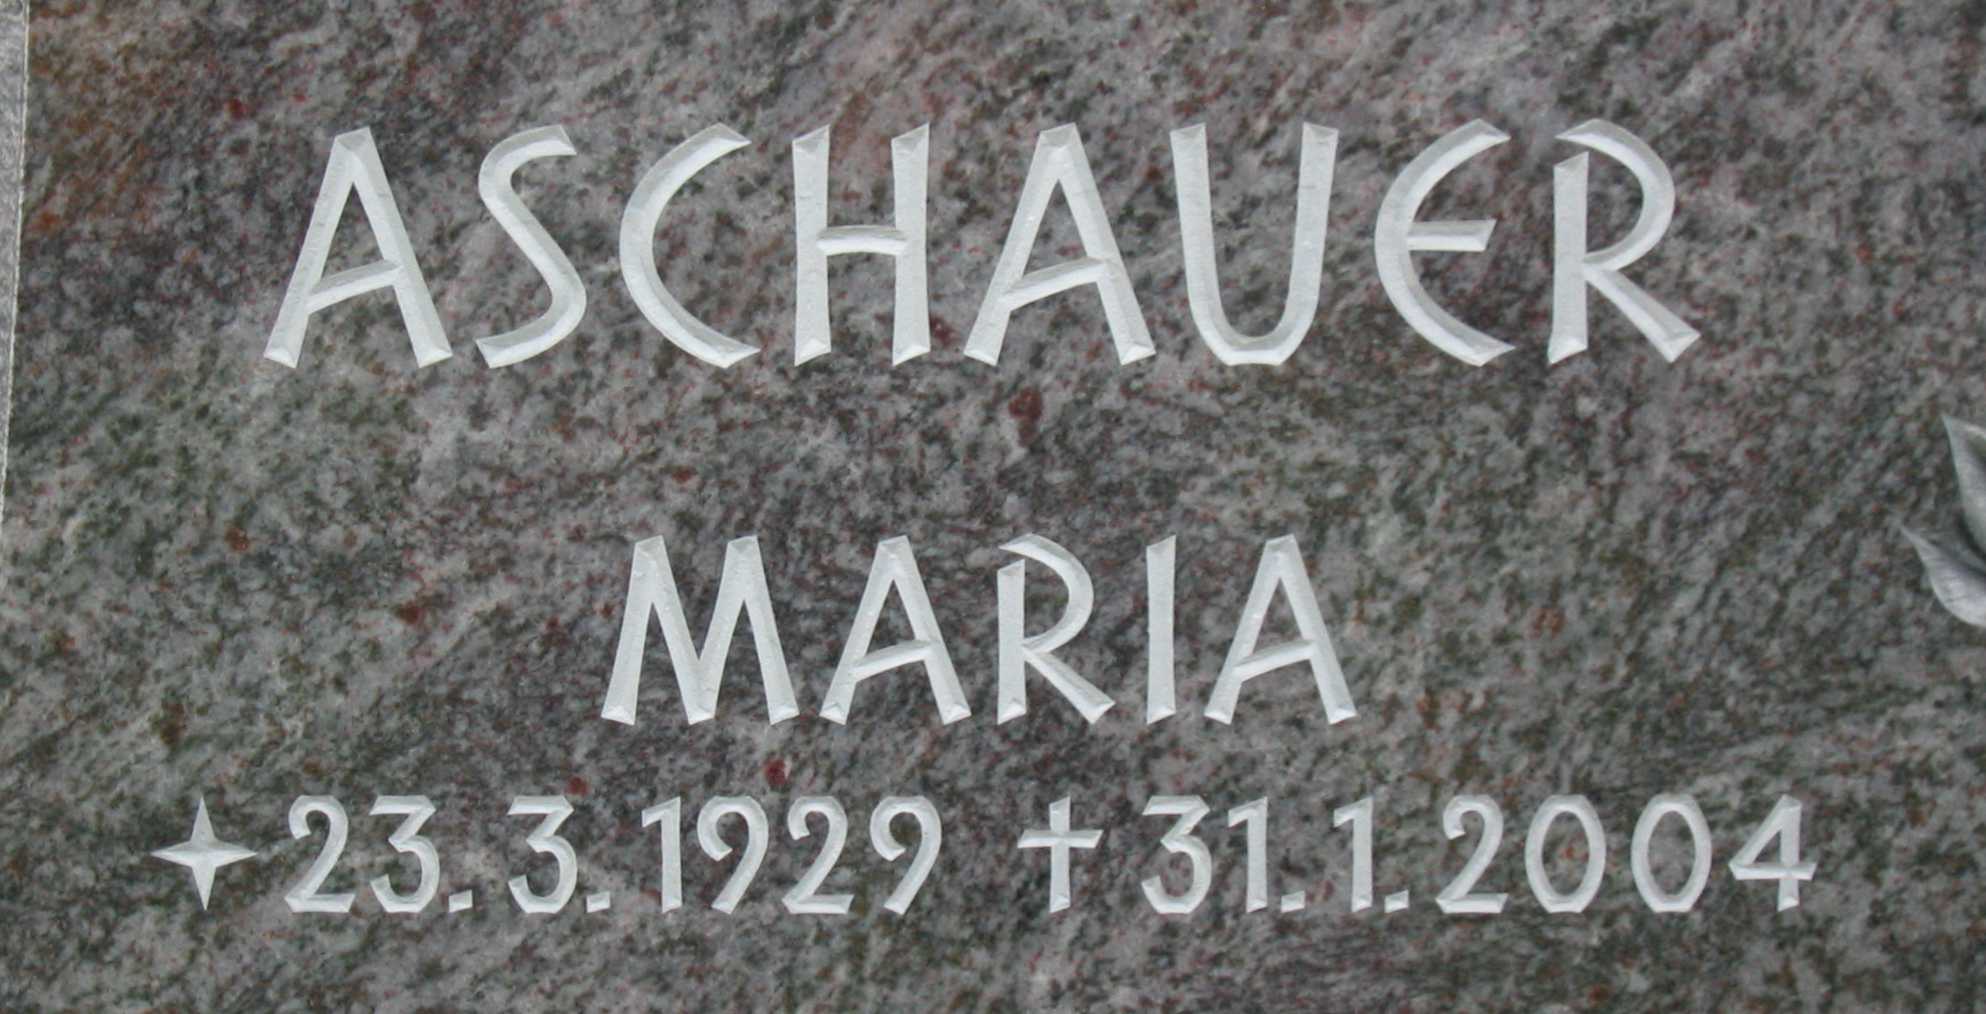 ASCHAUER
MARIA
✦ 23.3.1929 ✝ 31.1.2004